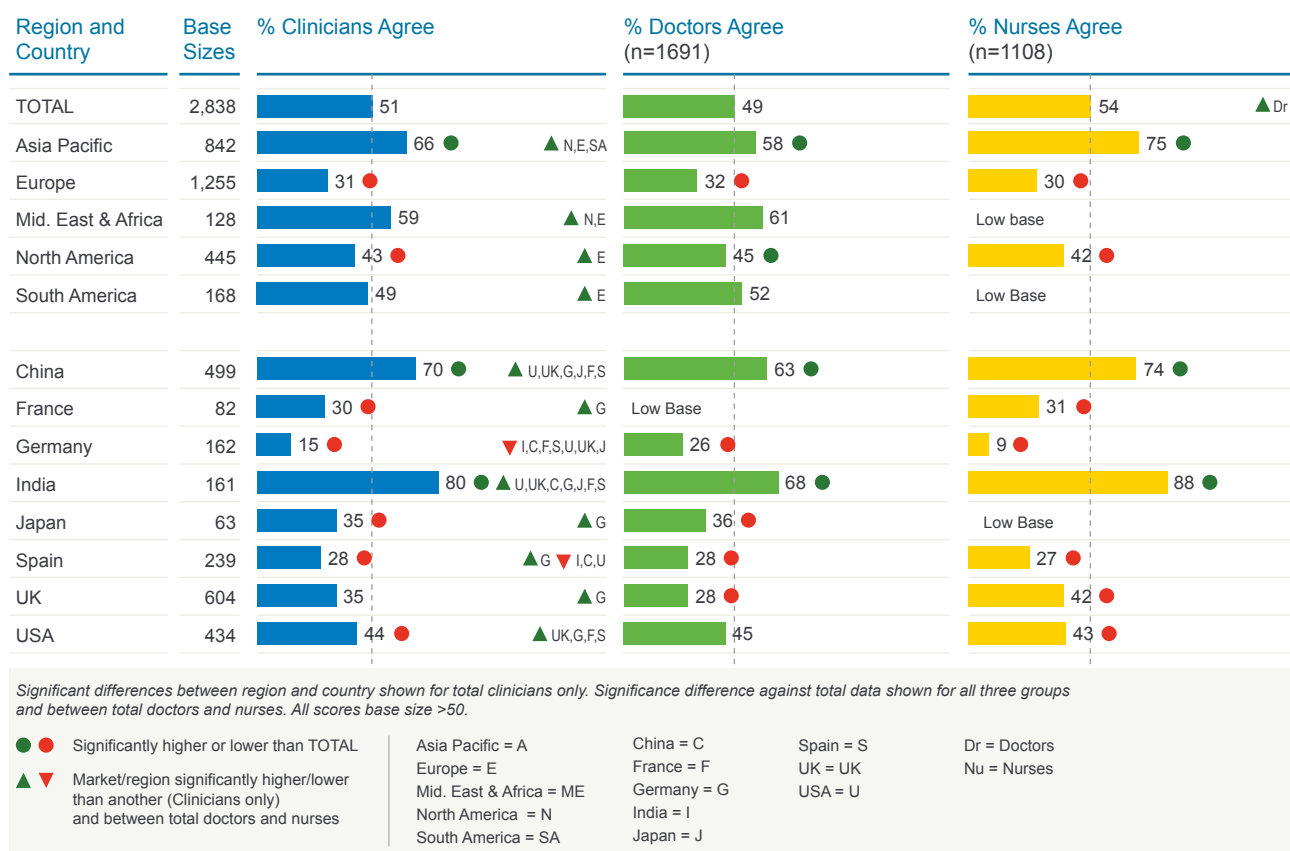 Region and Country Base Sizes % Clinicians Agree % Doctors Agree (n=1691) % Nurses Agree (n=1108)
TOTAL 2,838 51 49 54 Dr
Asia Pacific 842 66 N,E,SA 58 75
Europe 1,255 31 32 30
Mid. East & Africa 128 59 N,E 61 Low base
North America 445 43 E 45 42
South America 168 49 E 52 Low Base
China 499 70 U,UK,G,J,F,S 63 74
France 82 30 G Low Base 31
Germany 162 15 I,C,F,S,U,UK,J 26 9
India 161 80 U,UK,C,G,J,F,S 68 88
Japan 63 35 G 36 Low Base
Spain 239 28 G I,C,U 28 27
UK 604 35 G 28 42
USA 434 44 UK,G,F,S 45 43
Significant differences between region and country shown for total clinicians only. Significance difference against total data shown for all three groups
and between total doctors and nurses. All scores base size >50.
Significantly higher or lower than TOTAL
Market/region significantly higher/lower
than another (Clinicians only)
and between total doctors and nurses
Asia Pacific = A
Europe = E
Mid. East & Africa = ME
North America = N
South America = SA
China = C
France = F
Germany = G
India = I
Japan = J
Spain = S
UK = UK
USA = U
Dr = Doctors
Nu = Nurses